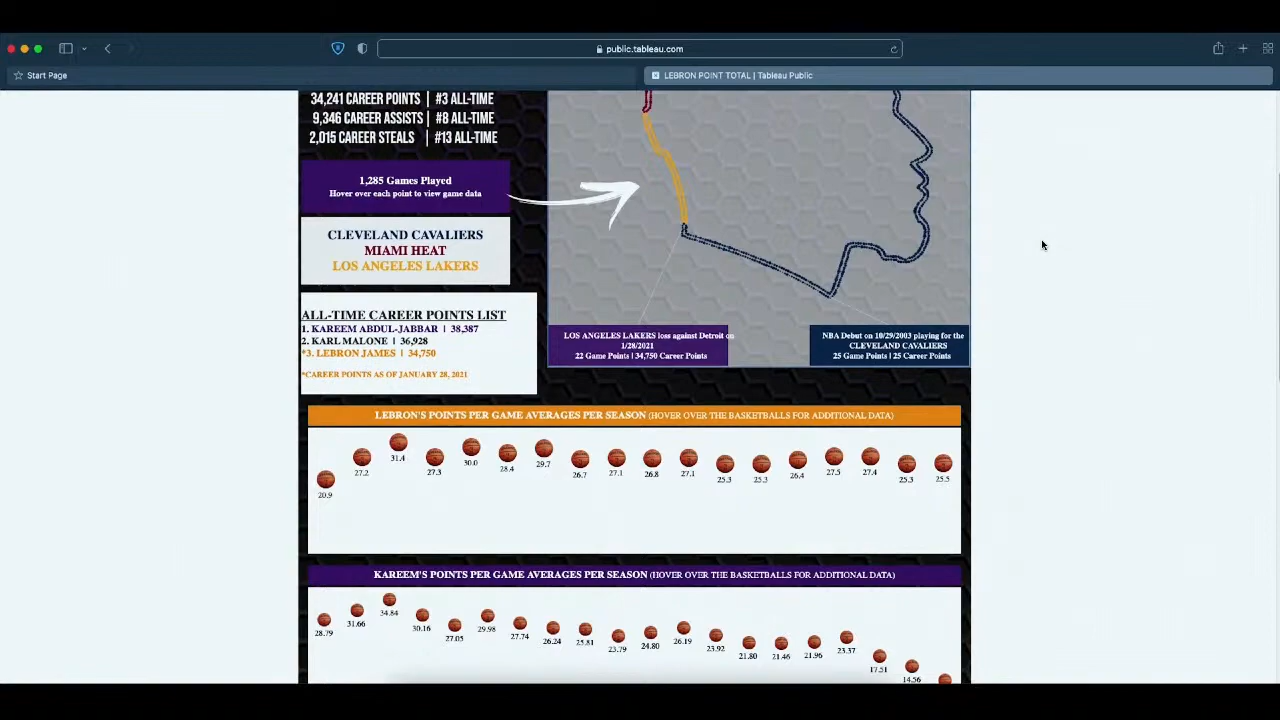 public.tableau.com
Start Page
LEBRON POINT TOTAL | Tableau Public
34,241 CAREER POINTS | #3 ALL-TIME
9,346 CAREER ASSISTS | #8 ALL-TIME
2,015 CAREER STEALS | #13 ALL-TIME
1,285 Games Played
Hover over each point to view game data
CLEVELAND CAVALIERS
MIAMI HEAT
LOS ANGELES LAKERS
ALL-TIME CAREER POINTS LIST
1. KAREEM ABDUL-JABBAR | 38,387
2. KARL MALONE | 36,928
*3. LEBRON JAMES | 34,750
*CAREER POINTS AS OF JANUARY 28, 2021
LOS ANGELES LAKERS loss against Detroit on
1/28/2021
22 Game Points | 34,750 Career Points
NBA Debut on 10/29/2003 playing for the
CLEVELAND CAVALIERS
25 Game Points | 25 Career Points
LEBRON'S POINTS PER GAME AVERAGES PER SEASON (HOVER OVER THE BASKETBALLS FOR ADDITIONAL DATA)
20.9 27.2 31.4 27.3 30.0 28.4 29.7 26.7 27.1 26.8 27.1 25.3 25.3 26.4 27.5 27.4 25.3 25.5
KAREEM'S POINTS PER GAME AVERAGES PER SEASON (HOVER OVER THE BASKETBALLS FOR ADDITIONAL DATA)
28.79 31.66 34.84 30.16 27.05 29.98 27.74 26.24 25.81 23.79 24.80 26.19 23.92 21.80 21.46 21.96 23.37 17.51 14.56